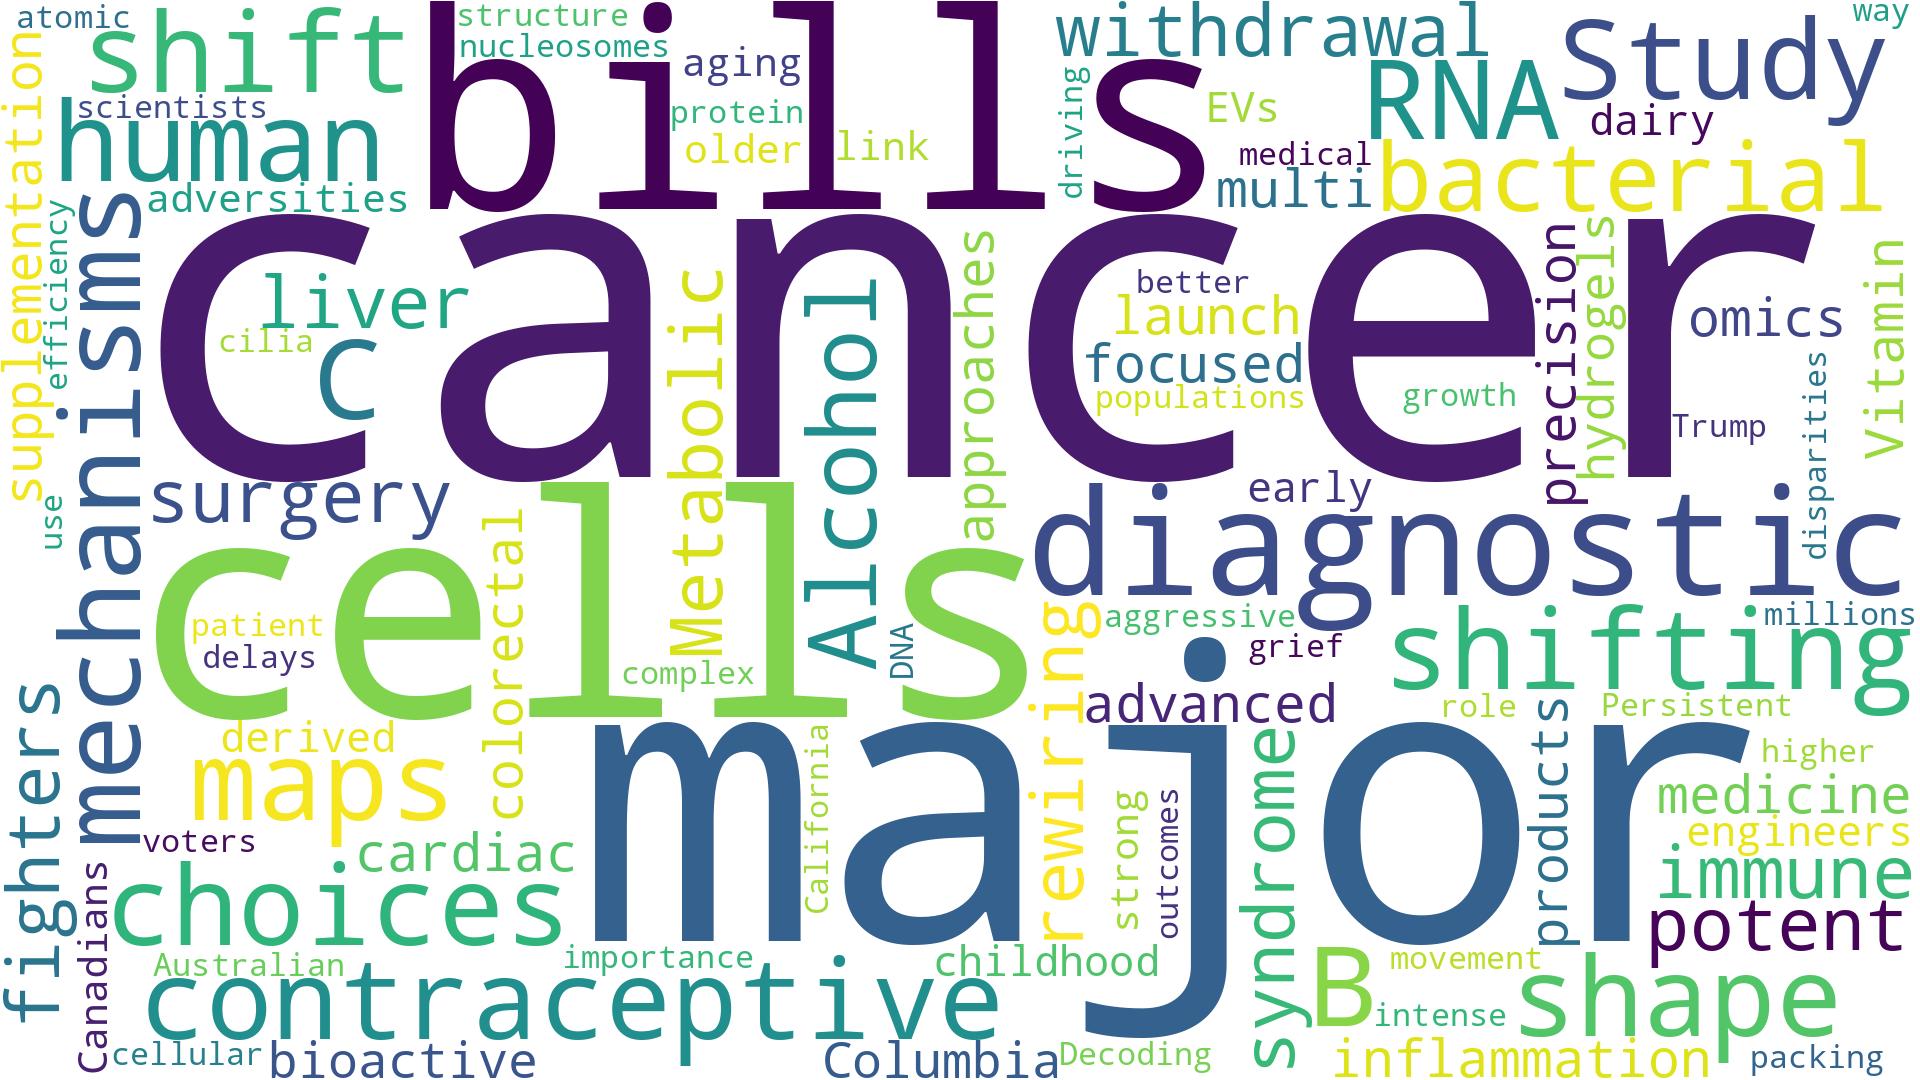 atomic
shift
scientists
human
adversities
supplementation
efficiency
mechanisms
use
structure
nucleosomes
bills
aging
protein
older
link
driving
withdrawal
EVs
medical
multi
RNA
Study
way
dairy
bacterial
cancer
liver
cilia
C
Metabolic
Alcohol
approaches
better
launch
focused
populations
growth
precision
hydrogels
omics
Trump
disparities
Vitamin
surgery
early
cells
colorectal
patient
delays
complex
DNA
diagnostic
rewiring
aggressive
grief
shifting
millions
advanced
role
Persistent
derived
maps
major
California
strong
outcomes
syndrome
products
higher
medicine
engineers
immune
potent
fighters
Canadians
voters
cardiac
choices
Australian
importance
childhood
contraceptive
B
movement
intense
shape
cellular
bioactive
Columbia
Decoding
inflammation
packing